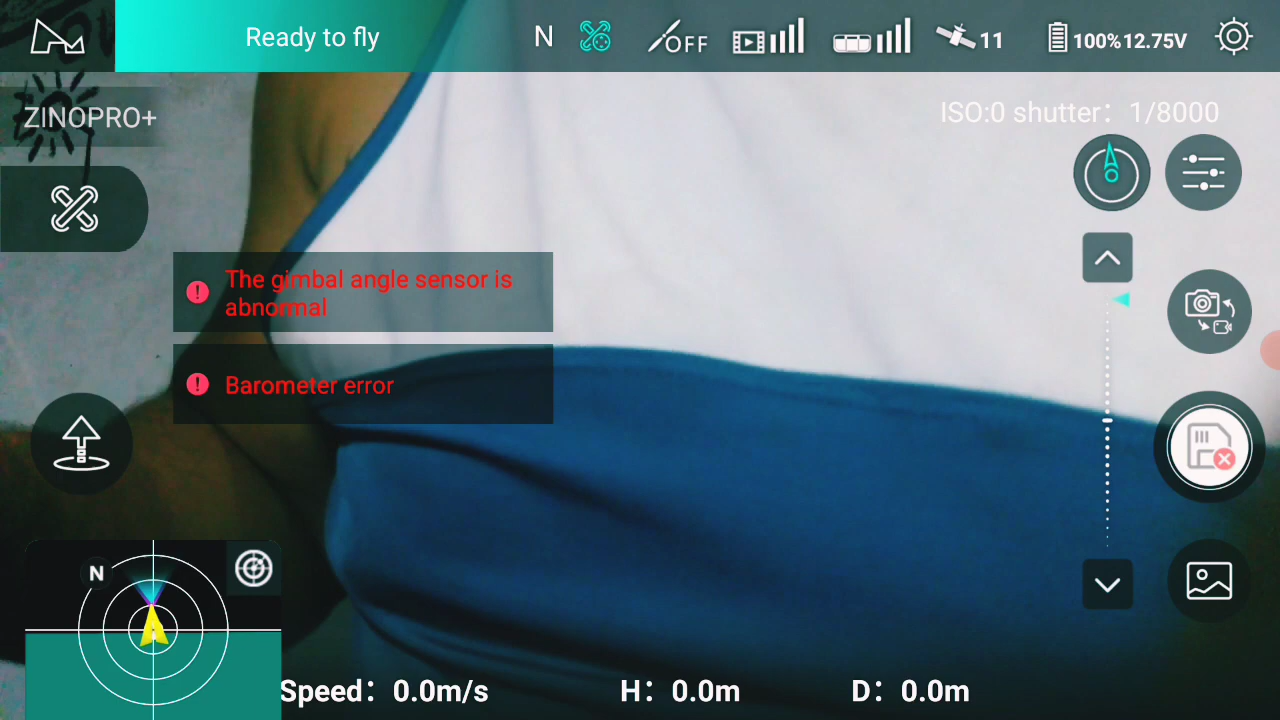 Ready to fly
N
OFF
11
100%12.75V
ZINOPRO+
ISO:0 shutter: 1/8000
The gimbal angle sensor is
abnormal
Barometer error
N
Speed: 0.0m/s
H: 0.0m
D: 0.0m